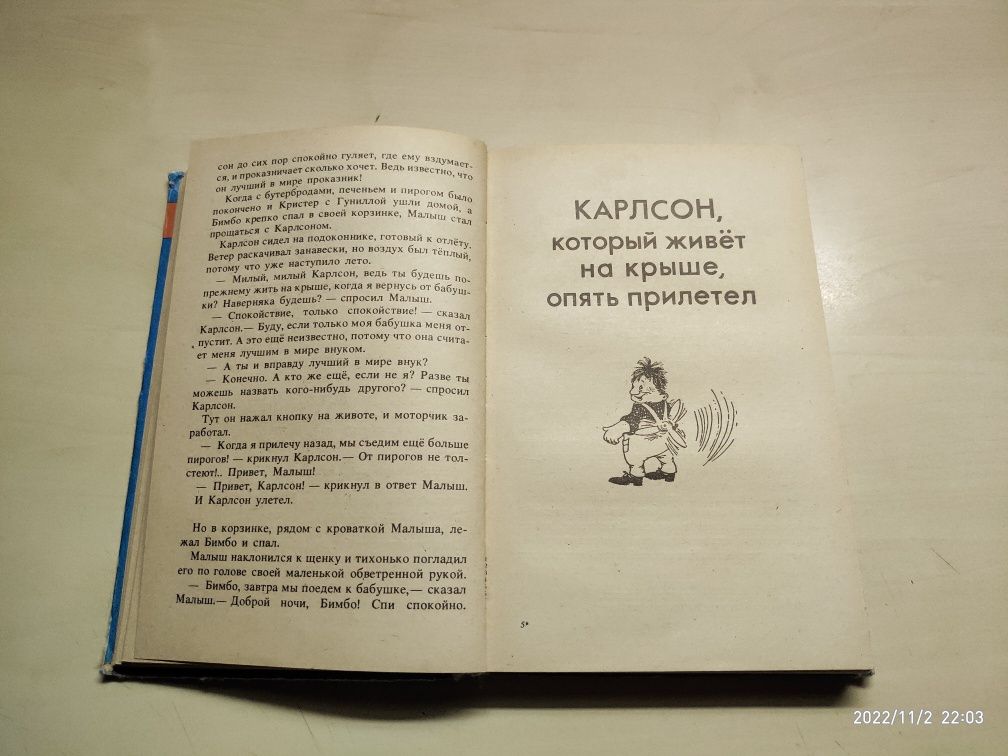 сон до сих пор спокойно гуляет, где ему вздумает-
ся, и проказничает сколько хочет. Ведь известно, что
он лучший в мире проказник!
Когда с бутербродами, печеньем и пирогом было
покончено и Кристер с Гуниллой ушли домой, а
Бимбо крепко спал в своей корзинке, Малыш стал
прощаться с Карлсоном.
Карлсон сидел на подоконнике, готовый к отлёту.
Ветер раскачивал занавески, но воздух был тёплый,
потому что уже наступило лето.
— Милый, милый Карлсон, ведь ты будешь по-
прежнему жить на крыше, когда я вернусь от бабуш-
ки? Наверняка будешь? — спросил Малыш.
— Спокойствие, только спокойствие! — сказал
Карлсон.— Буду, если только моя бабушка меня от-
пустит. А это ещё неизвестно, потому что она счита-
ет меня лучшим в мире внуком.
— А ты и вправду лучший в мире внук?
— Конечно. А кто же ещё, если не я? Разве ты
можешь назвать кого-нибудь другого? — спросил
Карлсон.
Тут он нажал кнопку на животе, и моторчик за-
работал.
— Когда я прилечу назад, мы съедим ещё больше
пирогов! — крикнул Карлсон.— От пирогов не тол-
стеют!.. Привет, Малыш!
— Привет, Карлсон! — крикнул в ответ Малыш.
И Карлсон улетел.
Но в корзинке, рядом с кроваткой Малыша, ле-
жал Бимбо и спал.
Малыш наклонился к щенку и тихонько погладил
его по голове своей маленькой обветренной рукой.
— Бимбо, завтра мы поедем к бабушке,— сказал
Малыш.— Доброй ночи, Бимбо! Спи спокойно.
КАРЛСОН,
который живёт
на крыше,
опять прилетел
5*
2022/11/2 22:03